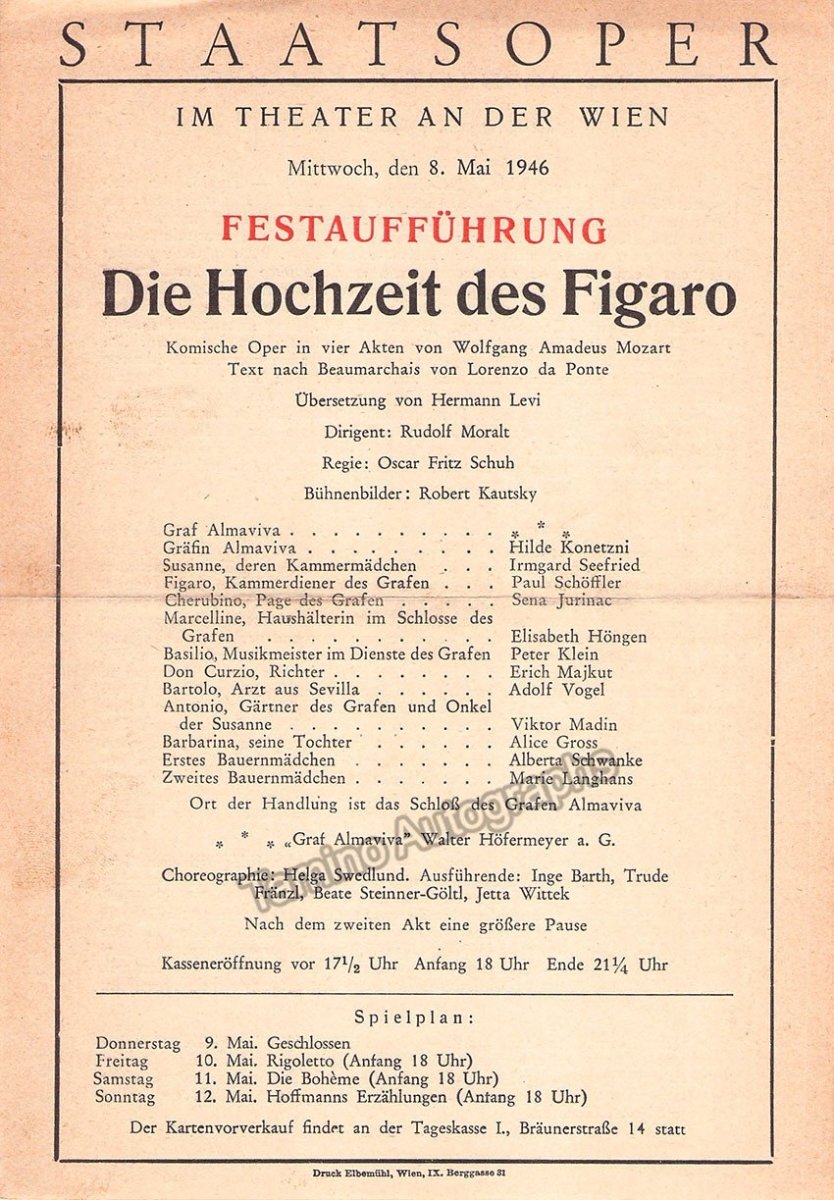 STAATSOPER
IM THEATER AN DER WIEN
Mittwoch, den 8. Mai 1946
FESTAUFFÜHRUNG
Die Hochzeit des Figaro
Komische Oper in vier Akten von Wolfgang Amadeus Mozart
Text nach Beaumarchais von Lorenzo da Ponte
Übersetzung von Hermann Levi
Dirigent: Rudolf Moralt
Regie: Oscar Fritz Schuh
Bühnenbilder: Robert Kautsky
Graf Almaviva . . . . . . . . . . * * *
Gräfin Almaviva . . . . . . . . . Hilde Konetzni
Susanne, deren Kammermädchen . . . Irmgard Seefried
Figaro, Kammerdiener des Grafen . . . Paul Schöffler
Cherubino, Page des Grafen . . . . . Sena Jurinac
Marcelline, Haushälterin im Schlosse des
Grafen . . . . . . . . . . . Elisabeth Höngen
Basilio, Musikmeister im Dienste des Grafen Peter Klein
Don Curzio, Richter . . . . . . . . Erich Majkut
Bartolo, Arzt aus Sevilla . . . . . . Adolf Vogel
Antonio, Gärtner des Grafen und Onkel
der Susanne . . . . . . . . . . Viktor Madin
Barbarina, seine Tochter . . . . . . Alice Gross
Erstes Bauernmädchen . . . . . . . Alberta Schwanke
Zweites Bauernmädchen . . . . . . . Marie Langhans
Ort der Handlung ist das Schloß des Grafen Almaviva
* * * „Graf Almaviva" Walter Höfermeyer a. G.
Tamino Autographs
Choreographie: Helga Swedlund. Ausführende: Inge Barth, Trude
Fränzl, Beate Steinner-Göltl, Jetta Wittek
Nach dem zweiten Akt eine größere Pause
Kasseneröffnung vor 17½ Uhr Anfang 18 Uhr Ende 21¼ Uhr
Spielplan:
Donnerstag 9. Mai. Geschlossen
Freitag 10. Mai. Rigoletto (Anfang 18 Uhr)
Samstag 11. Mai. Die Bohème (Anfang 18 Uhr)
Sonntag 12. Mai. Hoffmanns Erzählungen (Anfang 18 Uhr)
Der Kartenvorverkauf findet an der Tageskasse I., Bräunerstraße 14 statt
Druck Elbemühl, Wien, IX. Berggasse 31